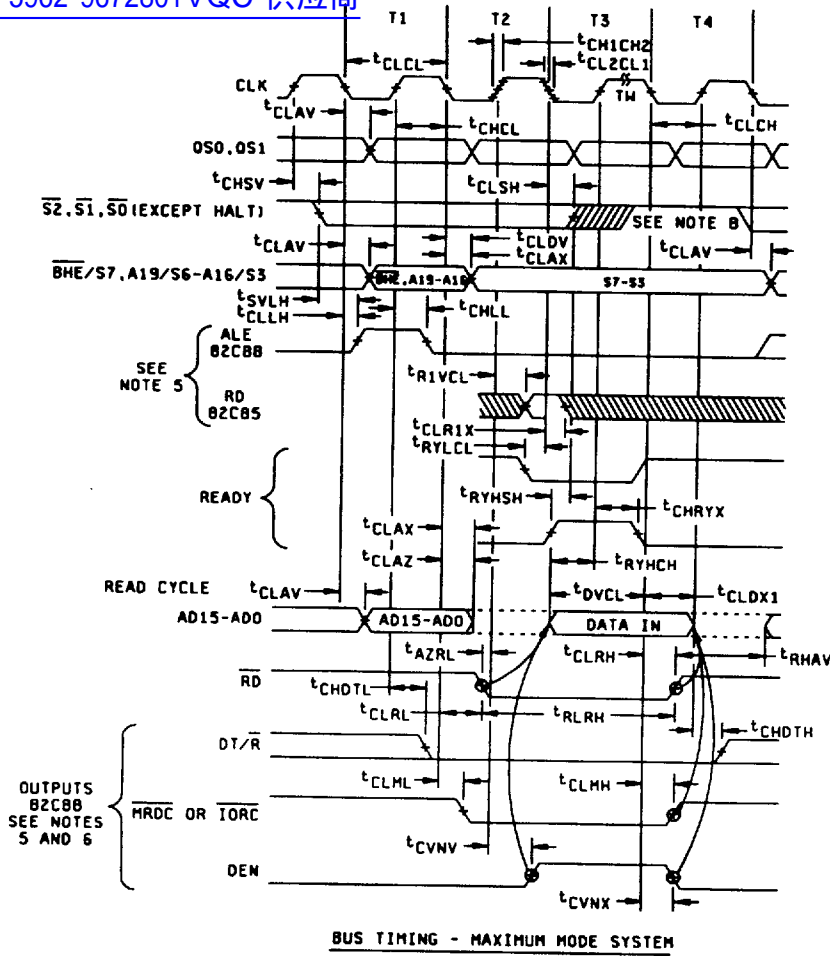 5962-9672801VQC 供应商
T1 T2 T3 T4
tCH1CH2
tCLCL
tCL2CL1
CLK
TW
tCLAV
tCHCL
tCLCH
QS0,QS1
tCHSV
tCLSH
S2,S1,S0(EXCEPT HALT)
SEE NOTE 8
tCLDV
tCLAV
tCLAX
tCLAV
BHE/S7,A19/S6-A16/S3
BHE,A19-A16
S7-S3
tSVLH
tCLLH
tCHLL
ALE
82C88
SEE
NOTE 5
tR1VCL
RD
82C85
tCLR1X
tRYLCL
READY
tRYHSH
tCHRYX
tCLAX
tRYHCH
tCLAZ
READ CYCLE
tCLAV
tDVCL
tCLDX1
AD15-AD0
AD15-AD0
DATA IN
tAZRL
tCLRH
tRHAV
RD
tCHDTL
tCLRL
tRLRH
tCHDTH
DT/R
OUTPUTS
82C88
SEE NOTES
5 AND 6
tCLML
tCLMH
MRDC OR IORC
tCVNV
DEN
tCVNX
BUS TIMING - MAXIMUM MODE SYSTEM